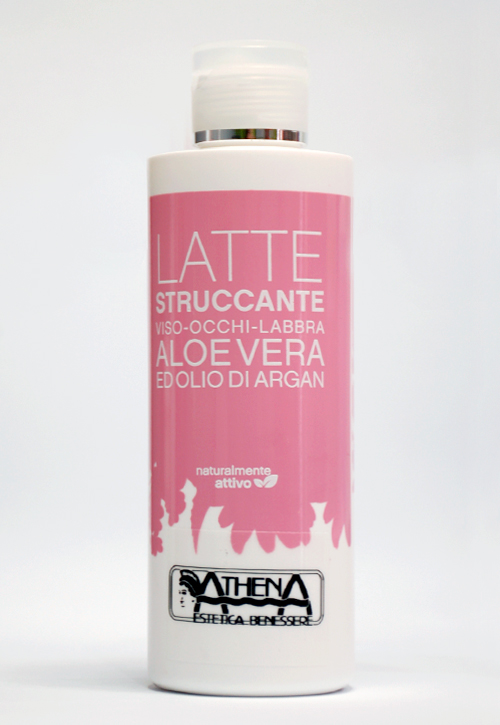 LATTE
STRUCCANTE
VISO-OCCHI-LABBRA
ALOE VERA
ED OLIO DI ARGAN
naturalmente
attivo
ATHENA
ESTETICA BENESSERE